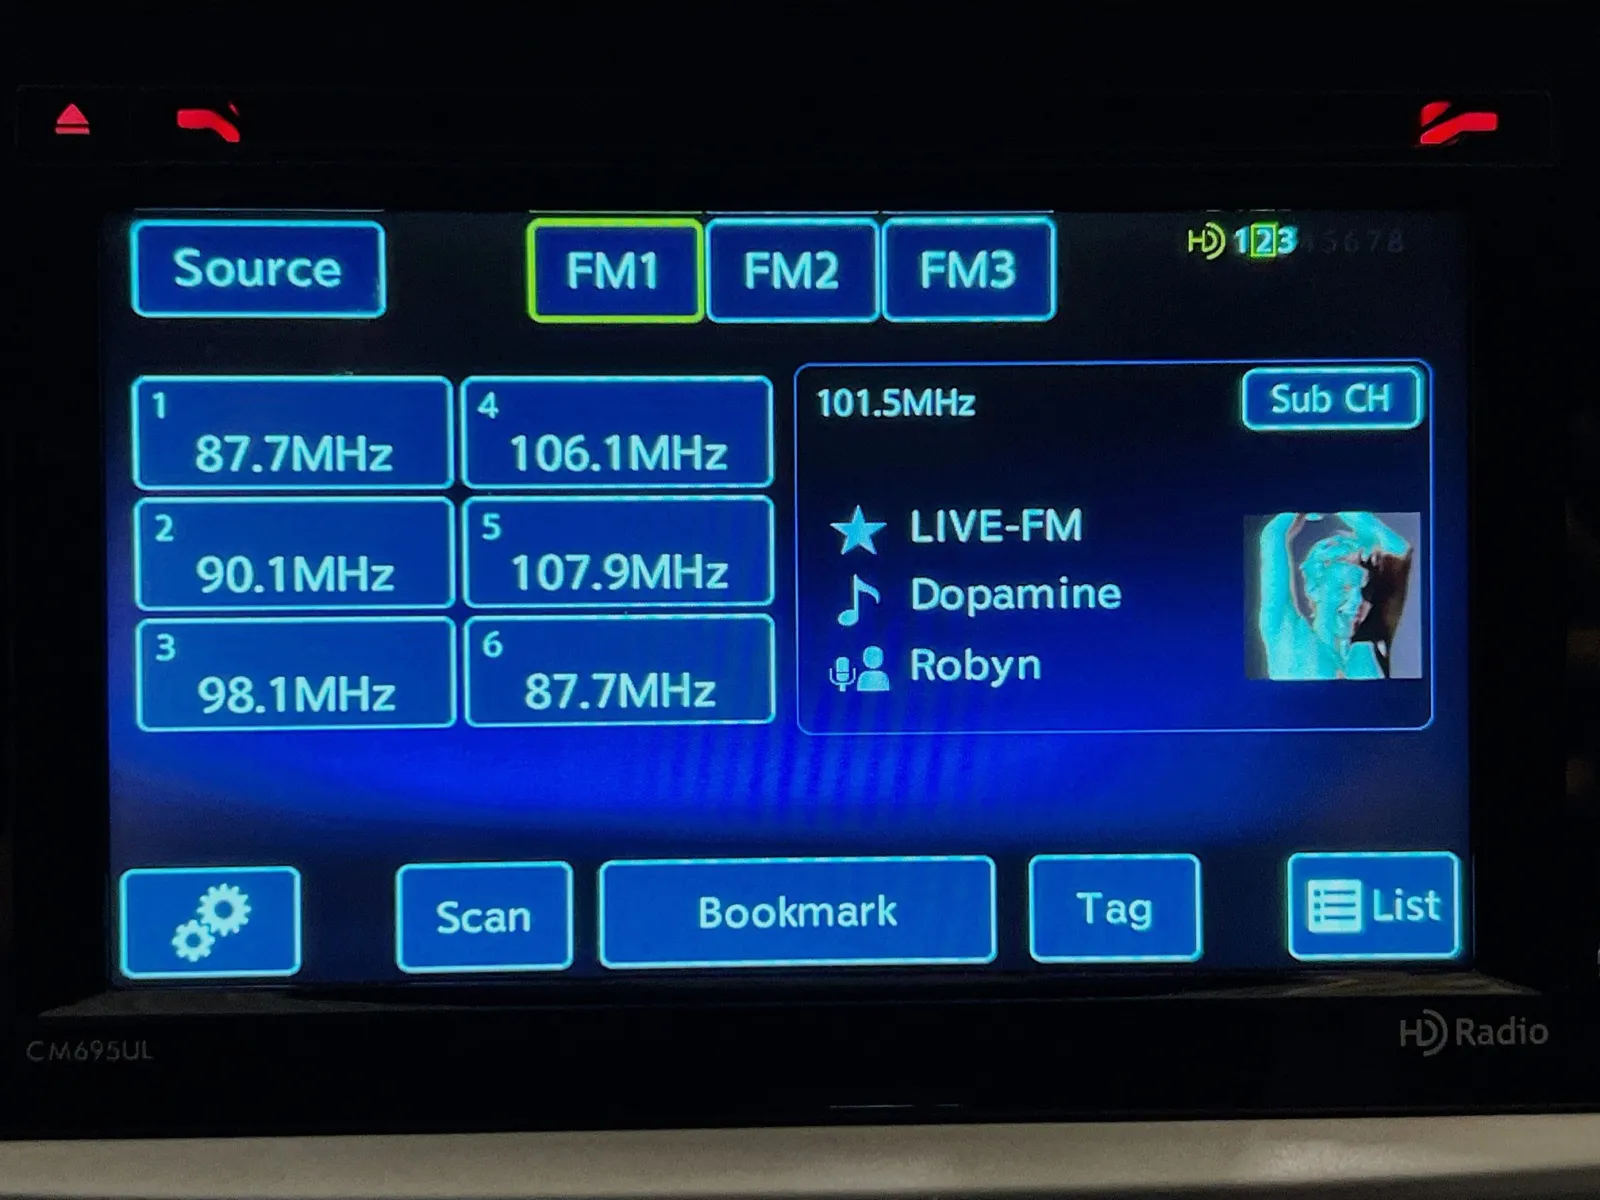 Source
FM1
FM2
FM3
HD 12345678
1
87.7MHz
4
106.1MHz
2
90.1MHz
5
107.9MHz
3
98.1MHz
6
87.7MHz
101.5MHz
Sub CH
LIVE-FM
Dopamine
Robyn
Scan
Bookmark
Tag
List
CM695UL
HD Radio